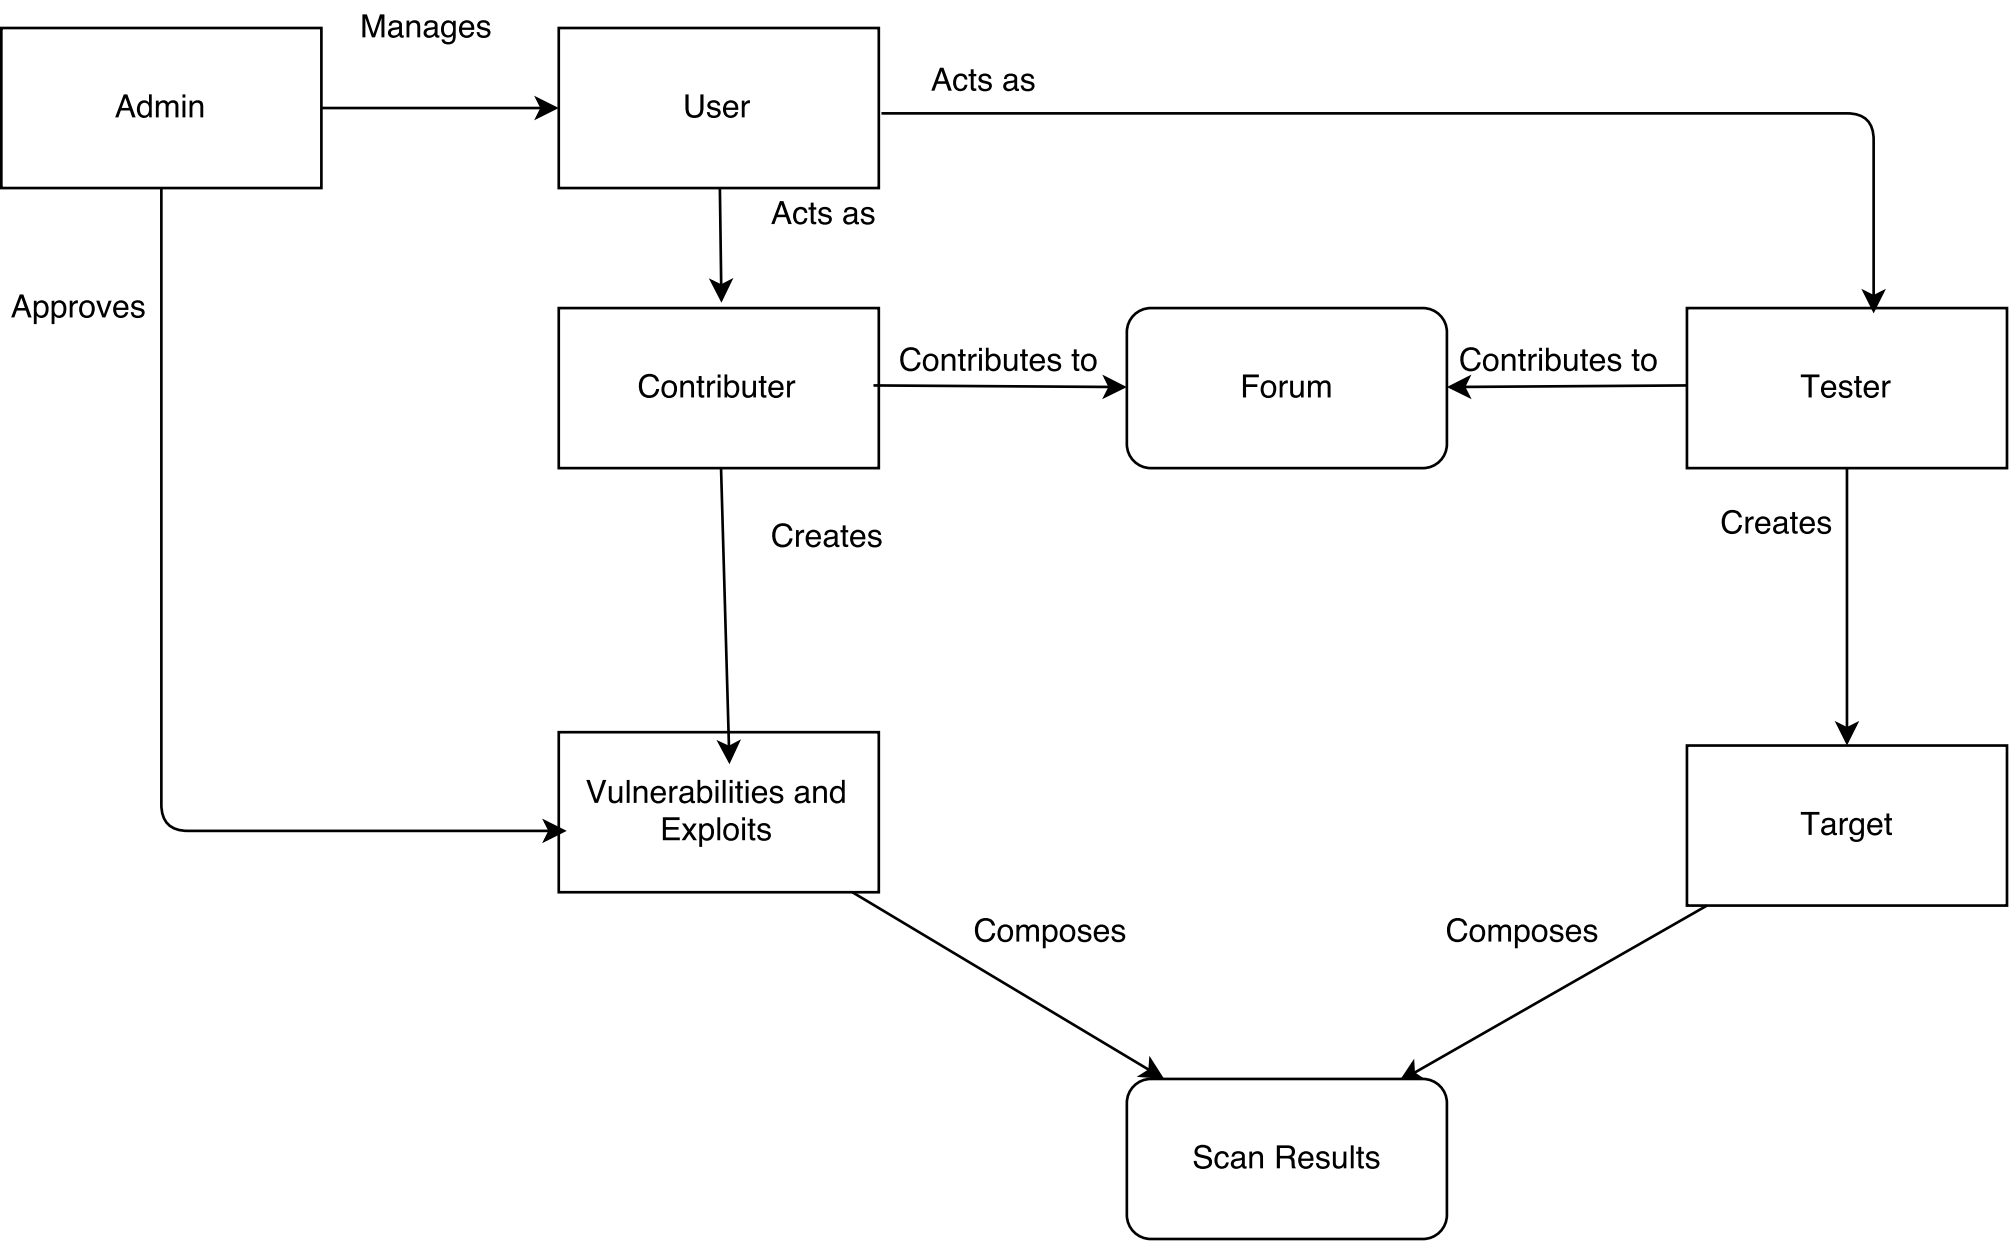 Manages
Admin
User
Acts as
Acts as
Approves
Contributer
Contributes to
Forum
Contributes to
Tester
Creates
Creates
Vulnerabilities and
Exploits
Target
Composes
Composes
Scan Results